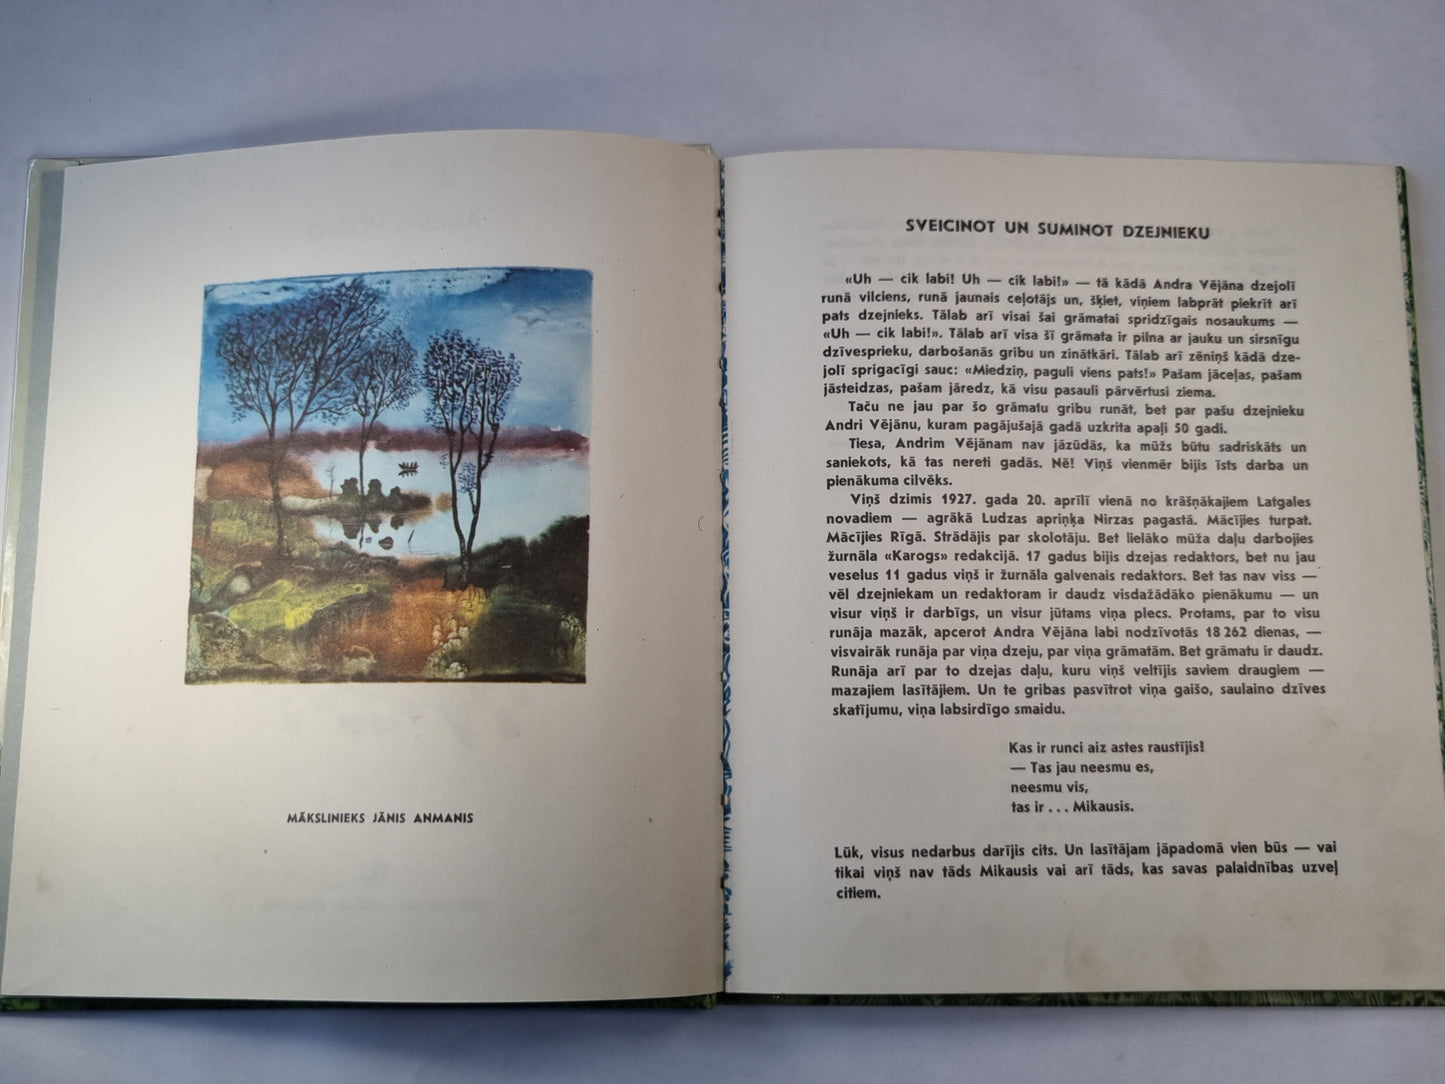 MĀKSLINIEKS JĀNIS ANMANIS
SVEICINOT UN SUMINOT DZEJNIEKU
«Uh — cik labi! Uh — cik labi!» — tā kādā Andra Vējāna dzejolī
runā vilciens, runā jaunais ceļotājs un, šķiet, viņiem labprāt piekrīt arī
pats dzejnieks. Tālab arī visai šai grāmatai spridzīgais nosaukums —
«Uh — cik labi!». Tālab arī visa šī grāmata ir pilna ar jauku un sirsnīgu
dzīvesprieku, darbošanās gribu un zinātkāri. Tālab arī zēniņš kādā dze-
jolī sprigacīgi sauc: «Miedziņ, paguli viens pats!» Pašam jāceļas, pašam
jāsteidzas, pašam jāredz, kā visu pasauli pārvērtusi ziema.
Taču ne jau par šo grāmatu gribu runāt, bet par pašu dzejnieku
Andri Vējānu, kuram pagājušajā gadā uzkrita apaļi 50 gadi.
Tiesa, Andrim Vējānam nav jāzūdās, ka mūžs būtu sadriskāts un
saniekots, kā tas nereti gadās. Nē! Viņš vienmēr bijis īsts darba un
pienākuma cilvēks.
Viņš dzimis 1927. gada 20. aprīlī vienā no krāšņākajiem Latgales
novadiem — agrākā Ludzas apriņķa Nirzas pagastā. Mācījies turpat.
Mācījies Rīgā. Strādājis par skolotāju. Bet lielāko mūža daļu darbojies
žurnāla «Karogs» redakcijā. 17 gadus bijis dzejas redaktors, bet nu jau
veselus 11 gadus viņš ir žurnāla galvenais redaktors. Bet tas nav viss —
vēl dzejniekam un redaktoram ir daudz visdažādāko pienākumu — un
visur viņš ir darbīgs, un visur jūtams viņa plecs. Protams, par to visu
runāja mazāk, apcerot Andra Vējāna labi nodzīvotās 18 262 dienas, —
visvairāk runāja par viņa dzeju, par viņa grāmatām. Bet grāmatu ir daudz.
Runāja arī par to dzejas daļu, kuru viņš veltījis saviem draugiem —
mazajiem lasītājiem. Un te gribas pasvītrot viņa gaišo, saulaino dzīves
skatījumu, viņa labsirdīgo smaidu.
Kas ir runci aiz astes raustījis?
— Tas jau neesmu es,
neesmu vis,
tas ir . . . Mikausis.
Lūk, visus nedarbus darījis cits. Un lasītājam jāpadomā vien būs — vai
tikai viņš nav tāds Mikausis vai arī tāds, kas savas palaidnības uzveļ
citiem.